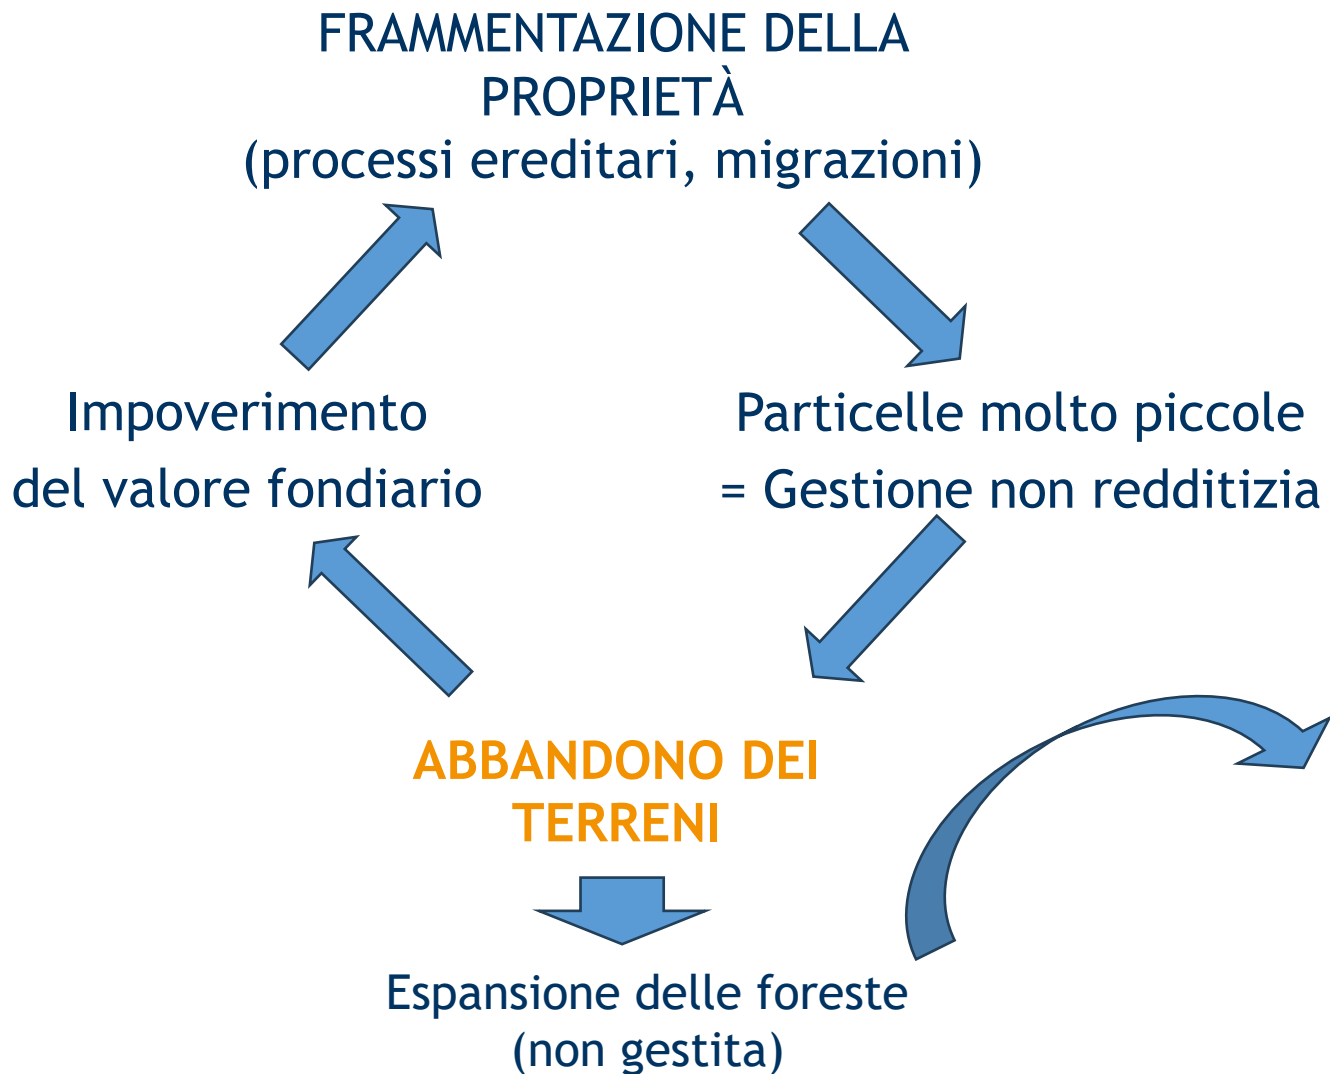 FRAMMENTAZIONE DELLA
PROPRIETÀ
(processi ereditari, migrazioni)
Impoverimento
del valore fondiario
Particelle molto piccole
= Gestione non redditizia
ABBANDONO DEI
TERRENI
Espansione delle foreste
(non gestita)